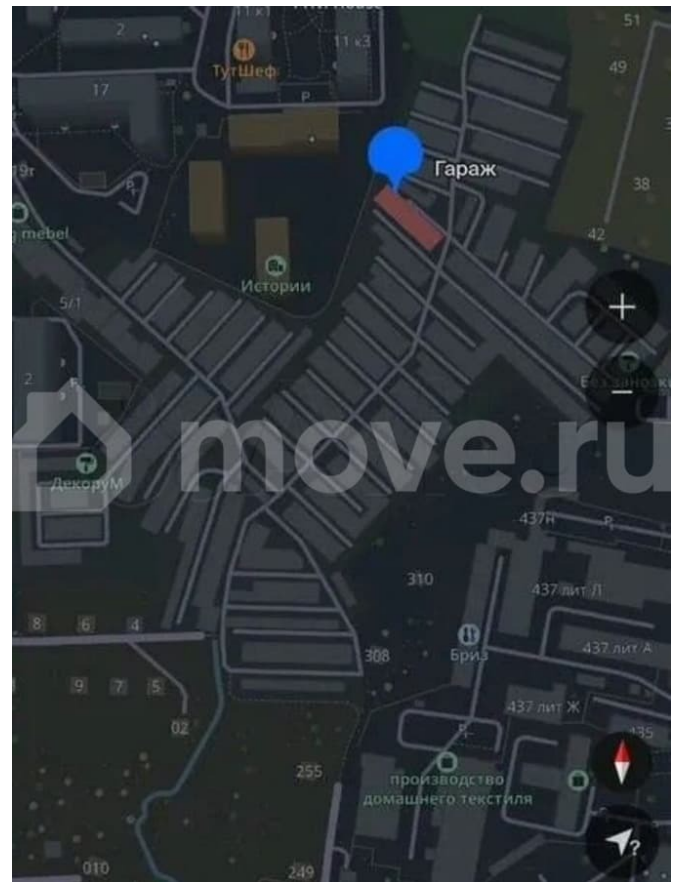 11 к1
2
11 к3
51
ТутШеф
49
17
P
Гараж
38
19т
42
g mebel
Истории
5/1
2
move.ru
ДекоруМ
437н
310
437 лит Л
8 6 4
437 лит А
308
Бриз
9 7 5
437 лит Ж
02
435
255
производство
домашнего текстиля
010
249